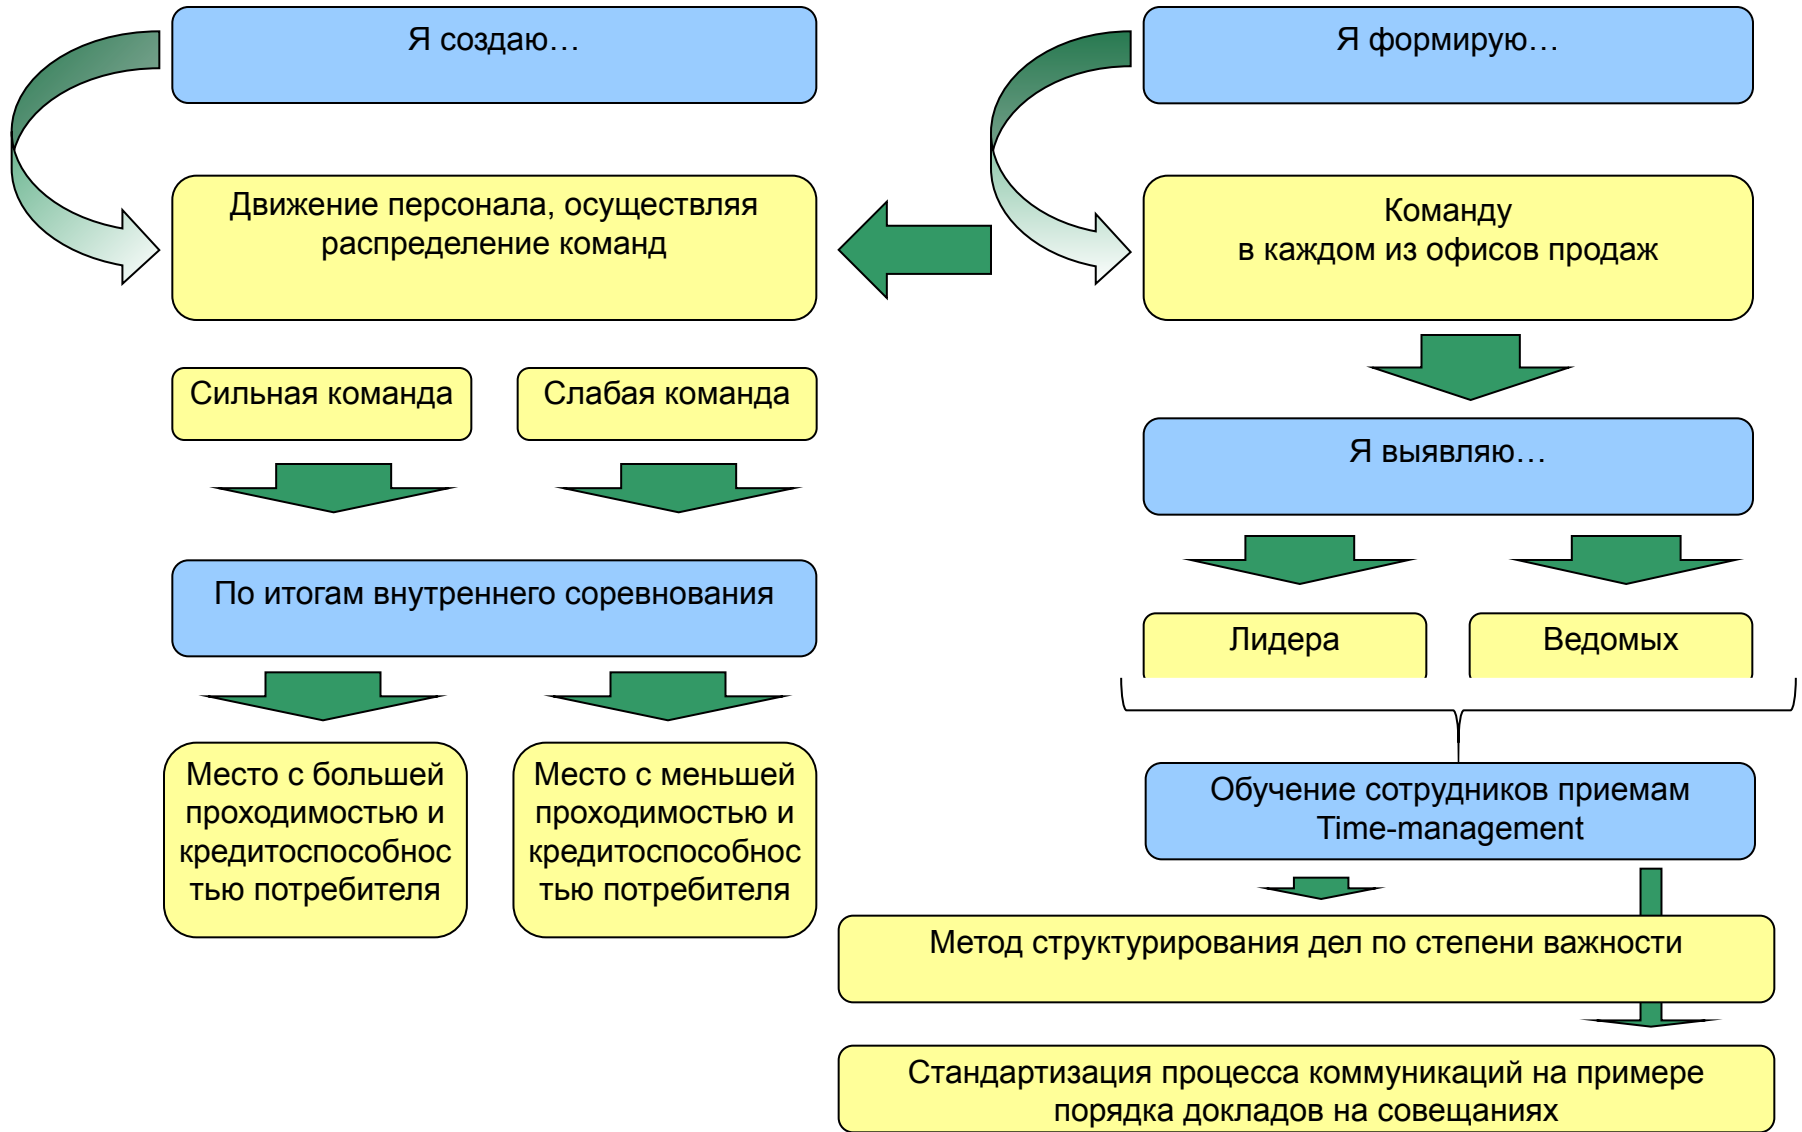 Я создаю…
Движение персонала, осуществляя
распределение команд
Сильная команда
Слабая команда
По итогам внутреннего соревнования
Место с большей
проходимостью и
кредитоспособнос
тью потребителя
Место с меньшей
проходимостью и
кредитоспособнос
тью потребителя
Я формирую…
Команду
в каждом из офисов продаж
Я выявляю…
Лидера
Ведомых
Обучение сотрудников приемам
Time-management
Метод структурирования дел по степени важности
Стандартизация процесса коммуникаций на примере
порядка докладов на совещаниях